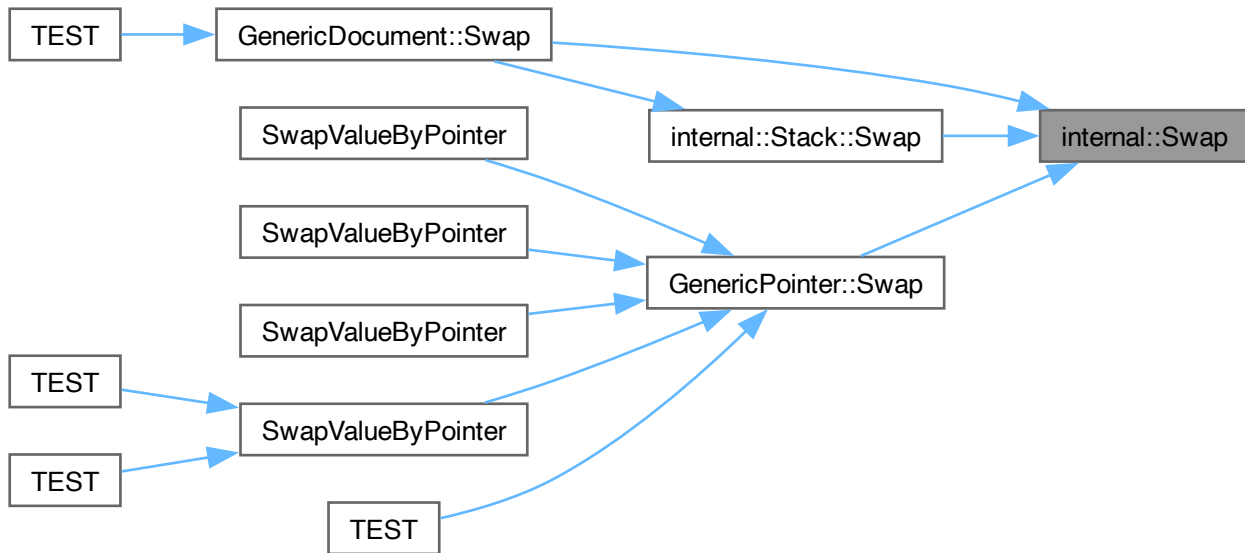 TEST
GenericDocument::Swap
SwapValueByPointer
internal::Stack::Swap
internal::Swap
SwapValueByPointer
GenericPointer::Swap
SwapValueByPointer
TEST
SwapValueByPointer
TEST
TEST